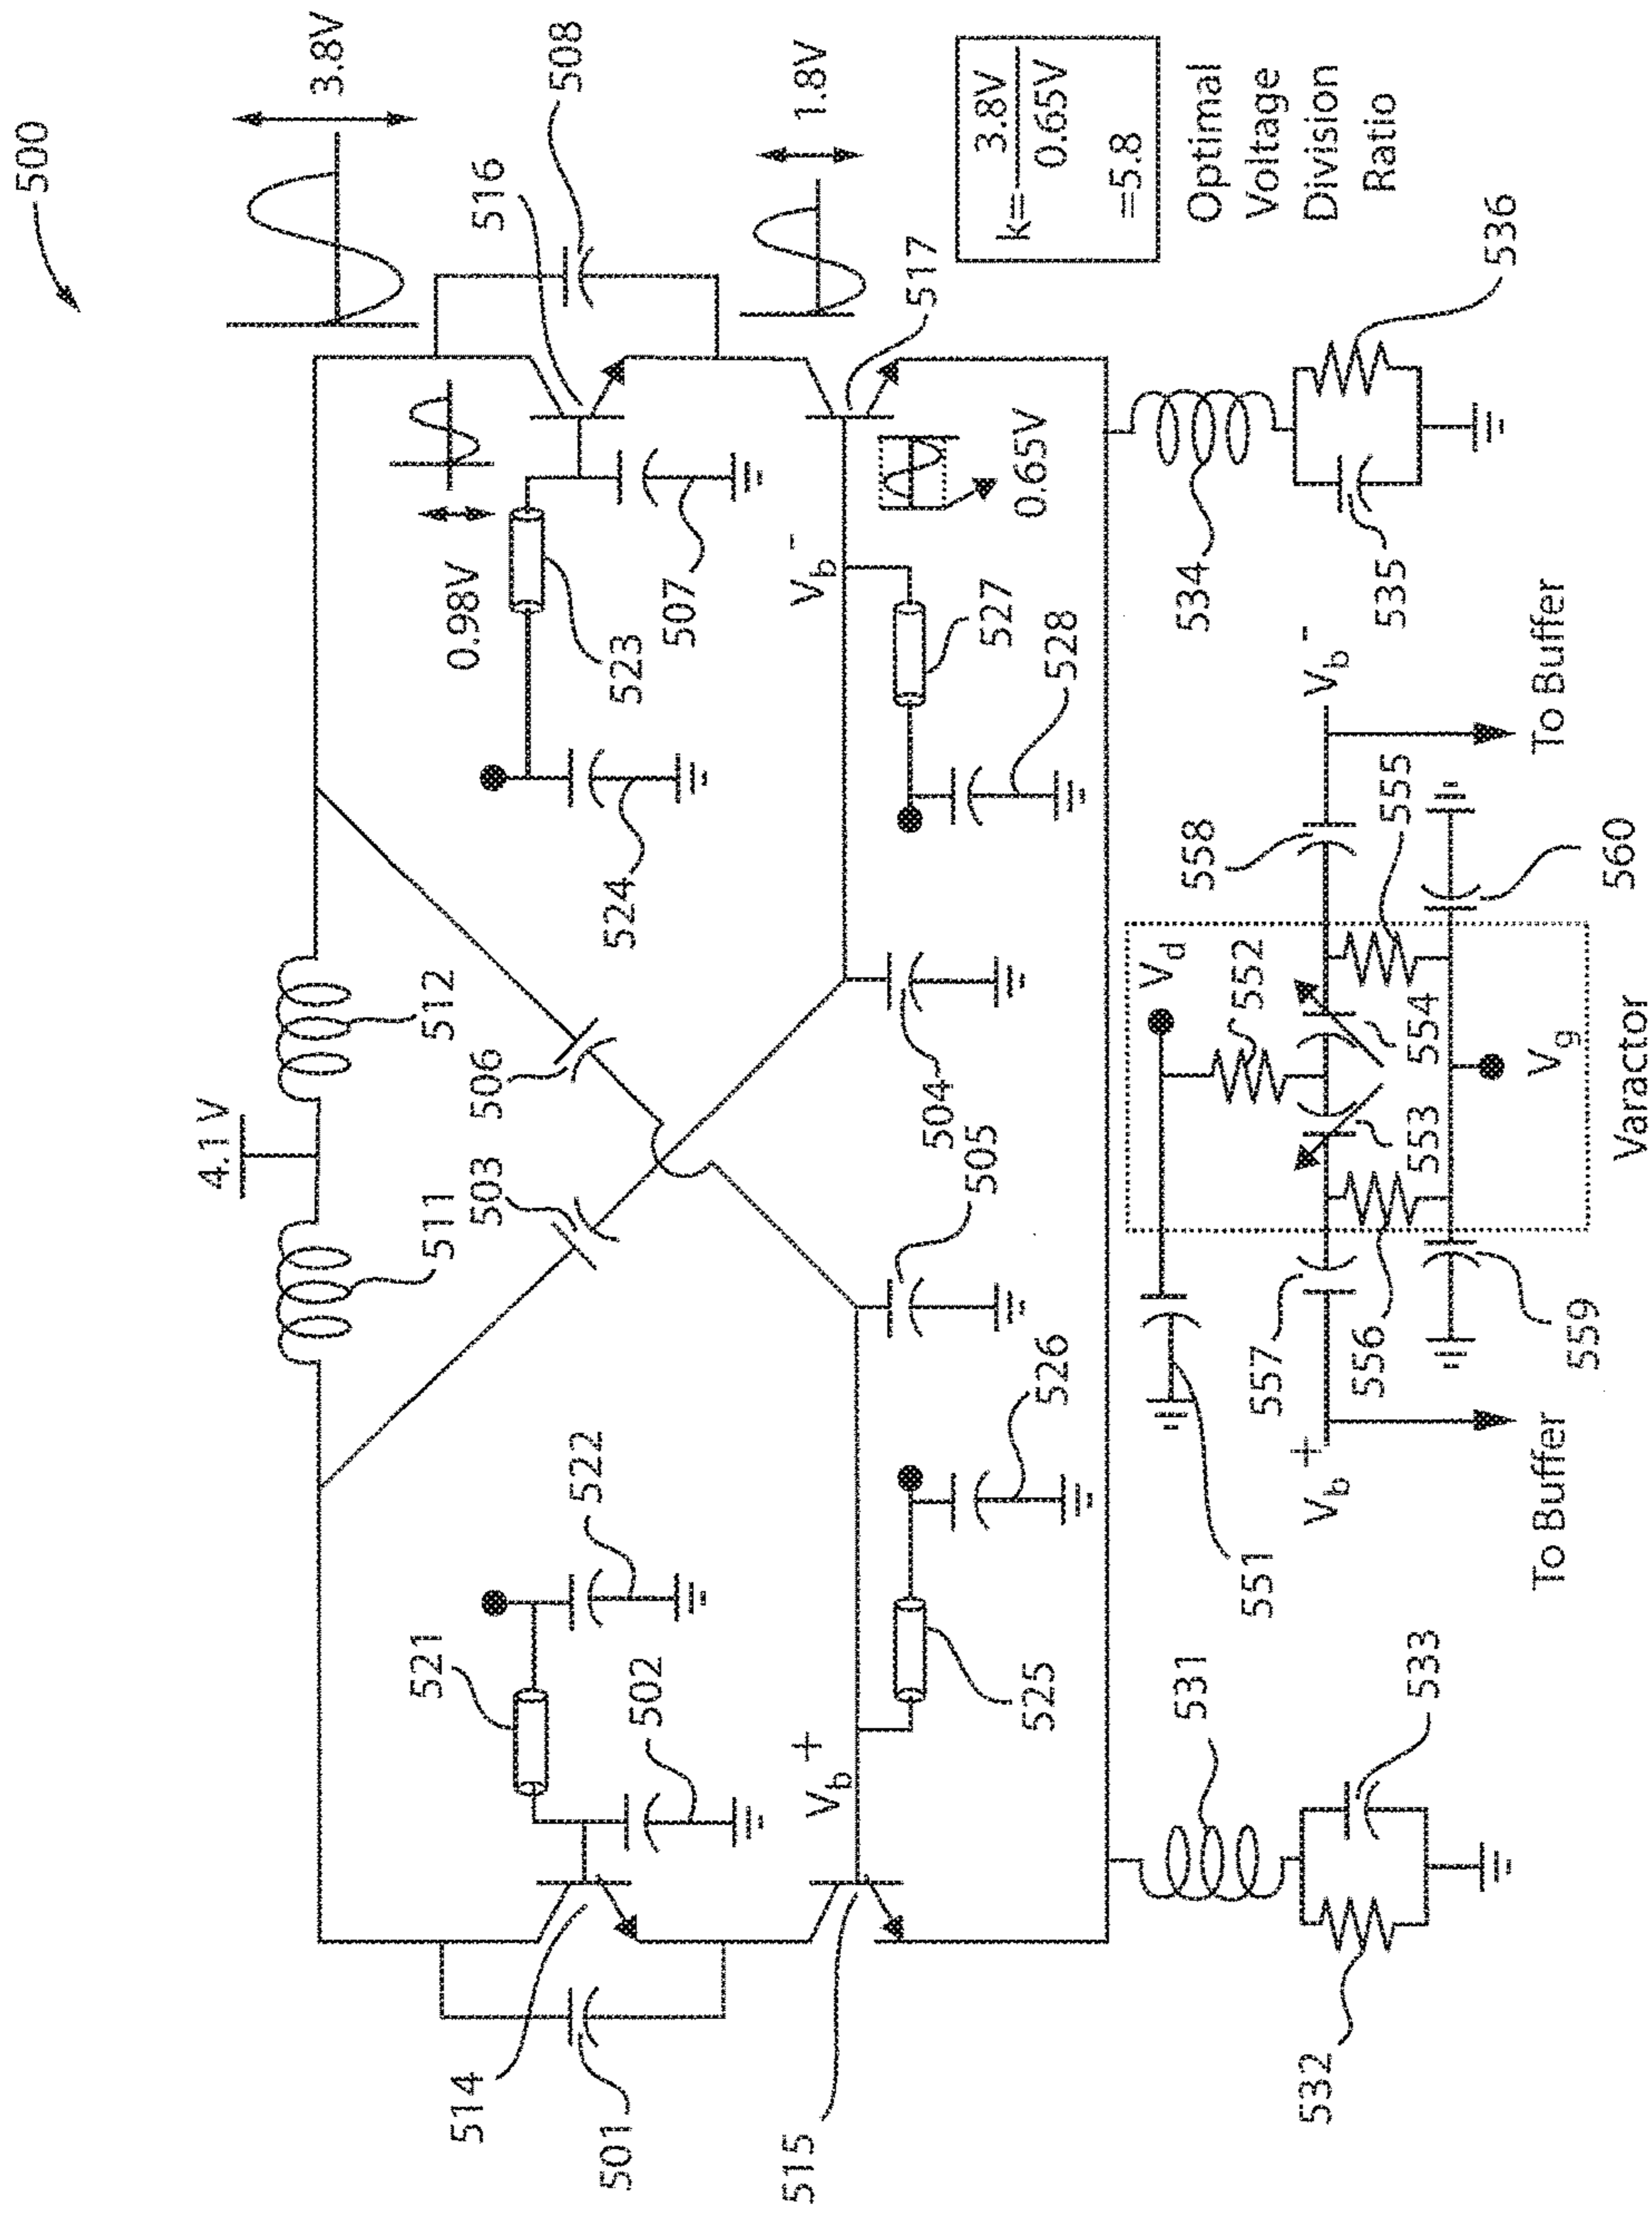 500
3.8V
508
516
1.8V
517
k= 3.8V
0.65V
=5.8
Optimal
Voltage
Division
Ratio
536
0.98V
523
507
Vb-
0.65V
527
528
534
535
524
512
4.1 V
511
506
503
504
505
521
522
502
Vb+
526
525
514
501
515
531
533
532
Vb-
To Buffer
558
555
560
Vd
552
554
553
Vg
Varactor
557
556
559
551
Vb+
To Buffer